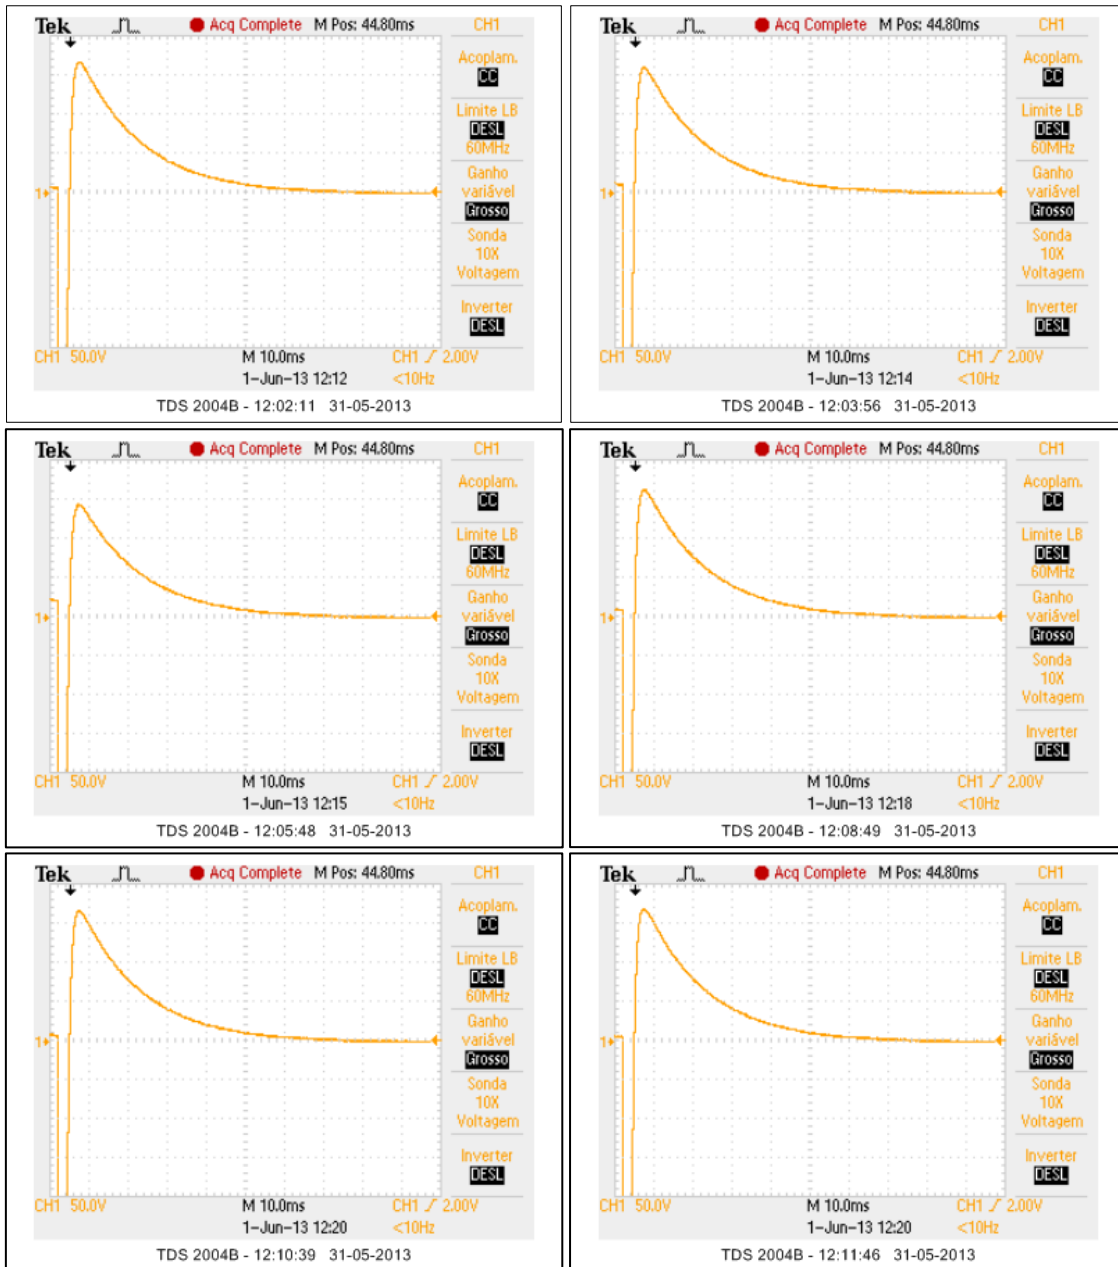 Tek Acq Complete M Pos: 44.80ms CH1
Acoplam.
CC
Limite LB
DESL
60MHz
Ganho
variável
Grosso
Sonda
10X
Voltagem
Inverter
DESL
1
CH1 50.0V M 10.0ms CH1 2.00V
1-Jun-13 12:12 <10Hz
TDS 2004B - 12:02:11 31-05-2013
Tek Acq Complete M Pos: 44.80ms CH1
Acoplam.
CC
Limite LB
DESL
60MHz
Ganho
variável
Grosso
Sonda
10X
Voltagem
Inverter
DESL
1
CH1 50.0V M 10.0ms CH1 2.00V
1-Jun-13 12:14 <10Hz
TDS 2004B - 12:03:56 31-05-2013
Tek Acq Complete M Pos: 44.80ms CH1
Acoplam.
CC
Limite LB
DESL
60MHz
Ganho
variável
Grosso
Sonda
10X
Voltagem
Inverter
DESL
1
CH1 50.0V M 10.0ms CH1 2.00V
1-Jun-13 12:15 <10Hz
TDS 2004B - 12:05:48 31-05-2013
Tek Acq Complete M Pos: 44.80ms CH1
Acoplam.
CC
Limite LB
DESL
60MHz
Ganho
variável
Grosso
Sonda
10X
Voltagem
Inverter
DESL
1
CH1 50.0V M 10.0ms CH1 2.00V
1-Jun-13 12:18 <10Hz
TDS 2004B - 12:08:49 31-05-2013
Tek Acq Complete M Pos: 44.80ms CH1
Acoplam.
CC
Limite LB
DESL
60MHz
Ganho
variável
Grosso
Sonda
10X
Voltagem
Inverter
DESL
1
CH1 50.0V M 10.0ms CH1 2.00V
1-Jun-13 12:20 <10Hz
TDS 2004B - 12:10:39 31-05-2013
Tek Acq Complete M Pos: 44.80ms CH1
Acoplam.
CC
Limite LB
DESL
60MHz
Ganho
variável
Grosso
Sonda
10X
Voltagem
Inverter
DESL
1
CH1 50.0V M 10.0ms CH1 2.00V
1-Jun-13 12:20 <10Hz
TDS 2004B - 12:11:46 31-05-2013